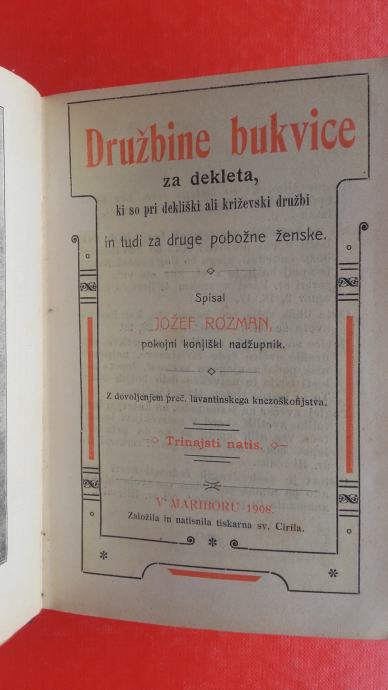 Družbine bukvice
za dekleta,
ki so pri dekliški ali križevski družbi
in tudi za druge pobožne ženske.
Spisal
JOŽEF ROZMAN,
pokojni konjiški nadžupnik.
Z dovoljenjem preč. lavantinskega knezoškofijstva.
Trinajsti natis.
V MARIBORU 1908.
Založila in natisnila tiskarna sv. Cirila.